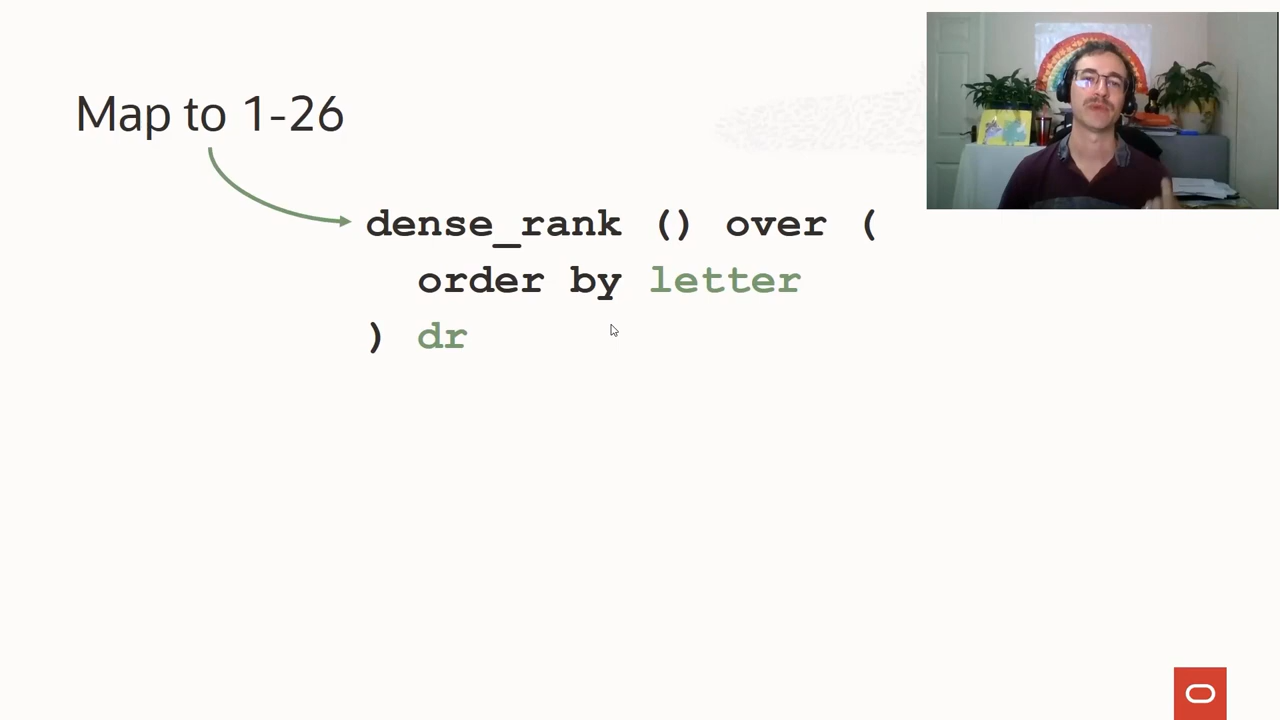 Map to 1-26
dense_rank () over (
order by letter
) dr